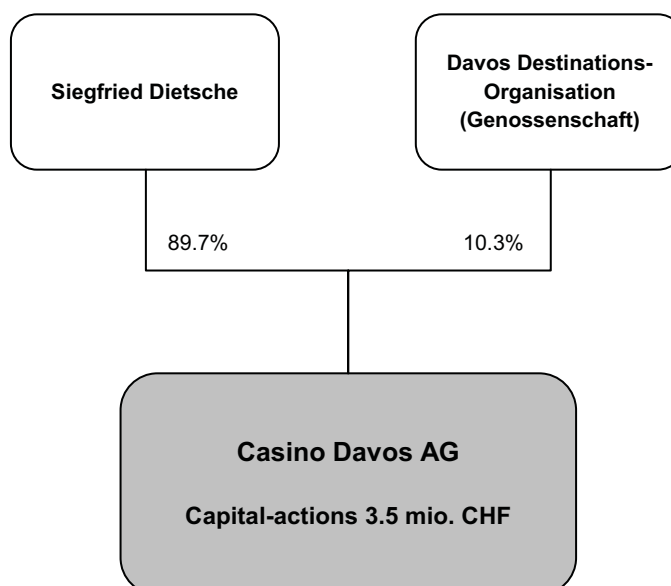 Siegfried Dietsche
Davos Destinations-
Organisation
(Genossenschaft)
89.7%
10.3%
Casino Davos AG
Capital-actions 3.5 mio. CHF